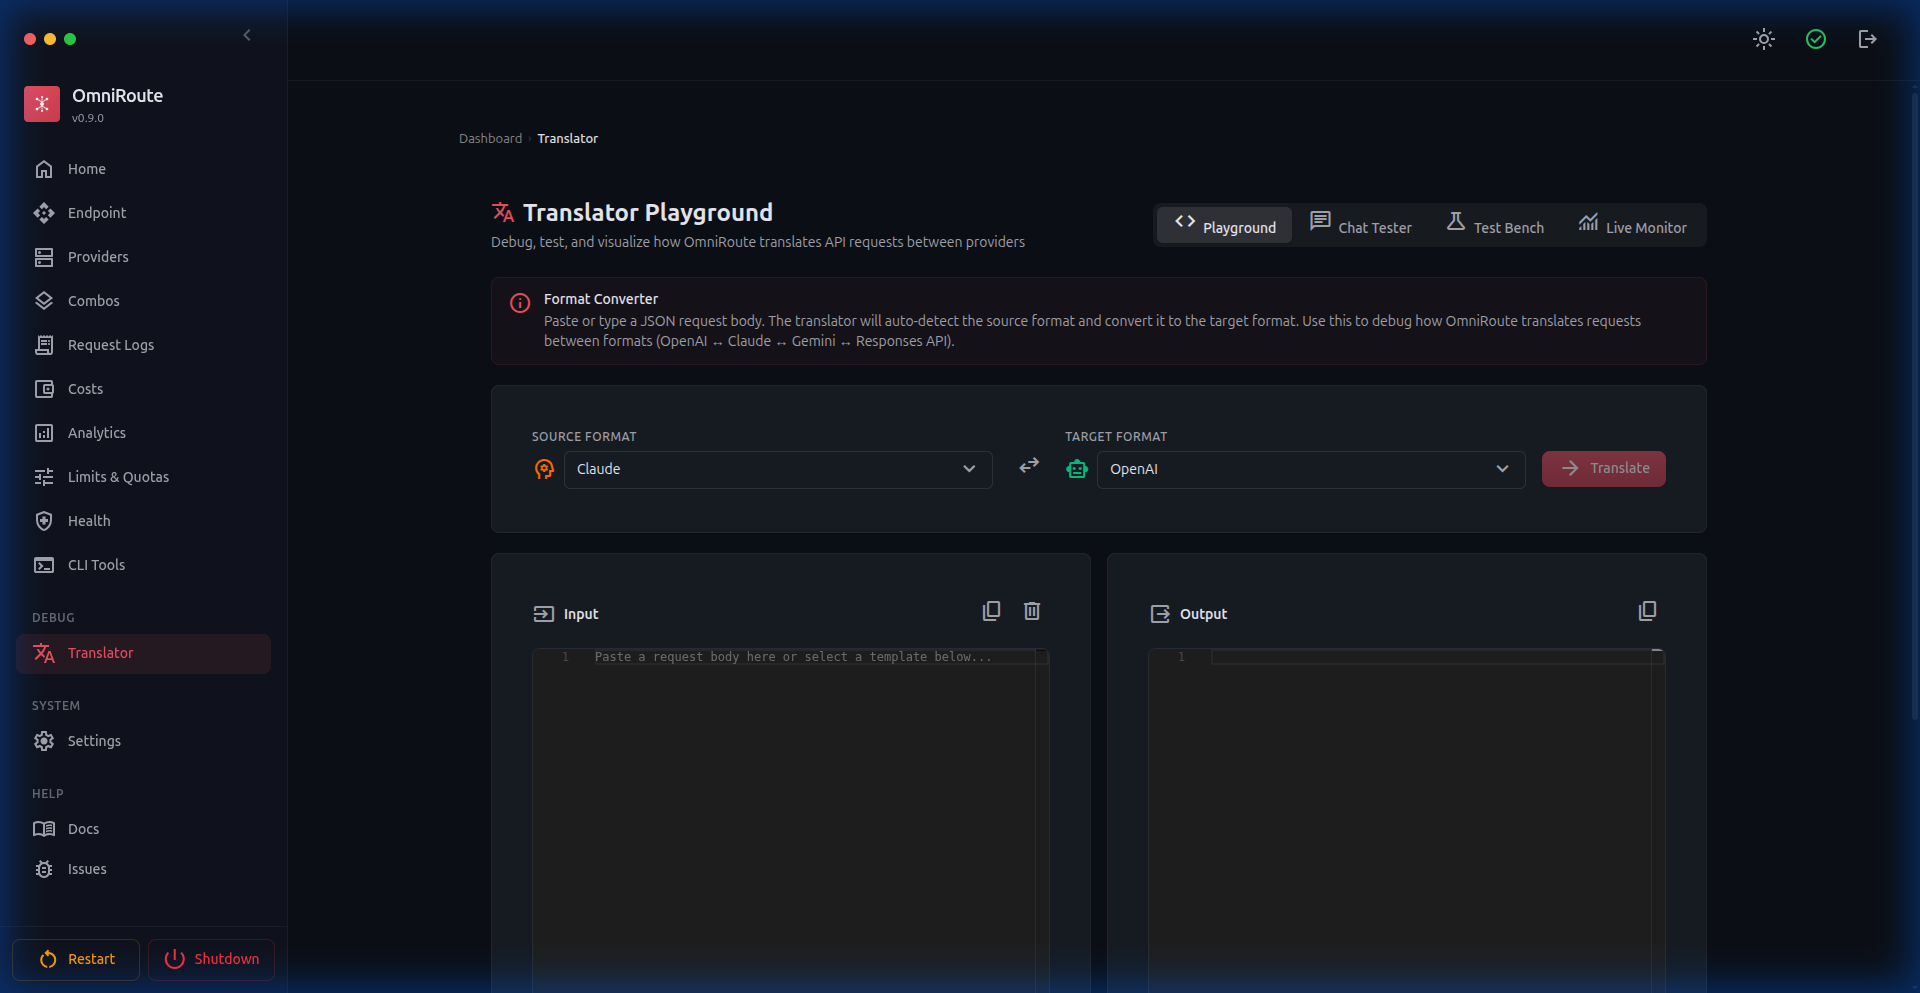 OmniRoute
v0.9.0
Home
Endpoint
Providers
Combos
Request Logs
Costs
Analytics
Limits & Quotas
Health
CLI Tools
DEBUG
Translator
SYSTEM
Settings
HELP
Docs
Issues
Restart
Shutdown
Dashboard › Translator
Translator Playground
Debug, test, and visualize how OmniRoute translates API requests between providers
Playground
Chat Tester
Test Bench
Live Monitor
Format Converter
Paste or type a JSON request body. The translator will auto-detect the source format and convert it to the target format. Use this to debug how OmniRoute translates requests
between formats (OpenAI ↔ Claude ↔ Gemini ↔ Responses API).
SOURCE FORMAT
Claude
TARGET FORMAT
OpenAI
Translate
Input
1 Paste a request body here or select a template below...
Output
1